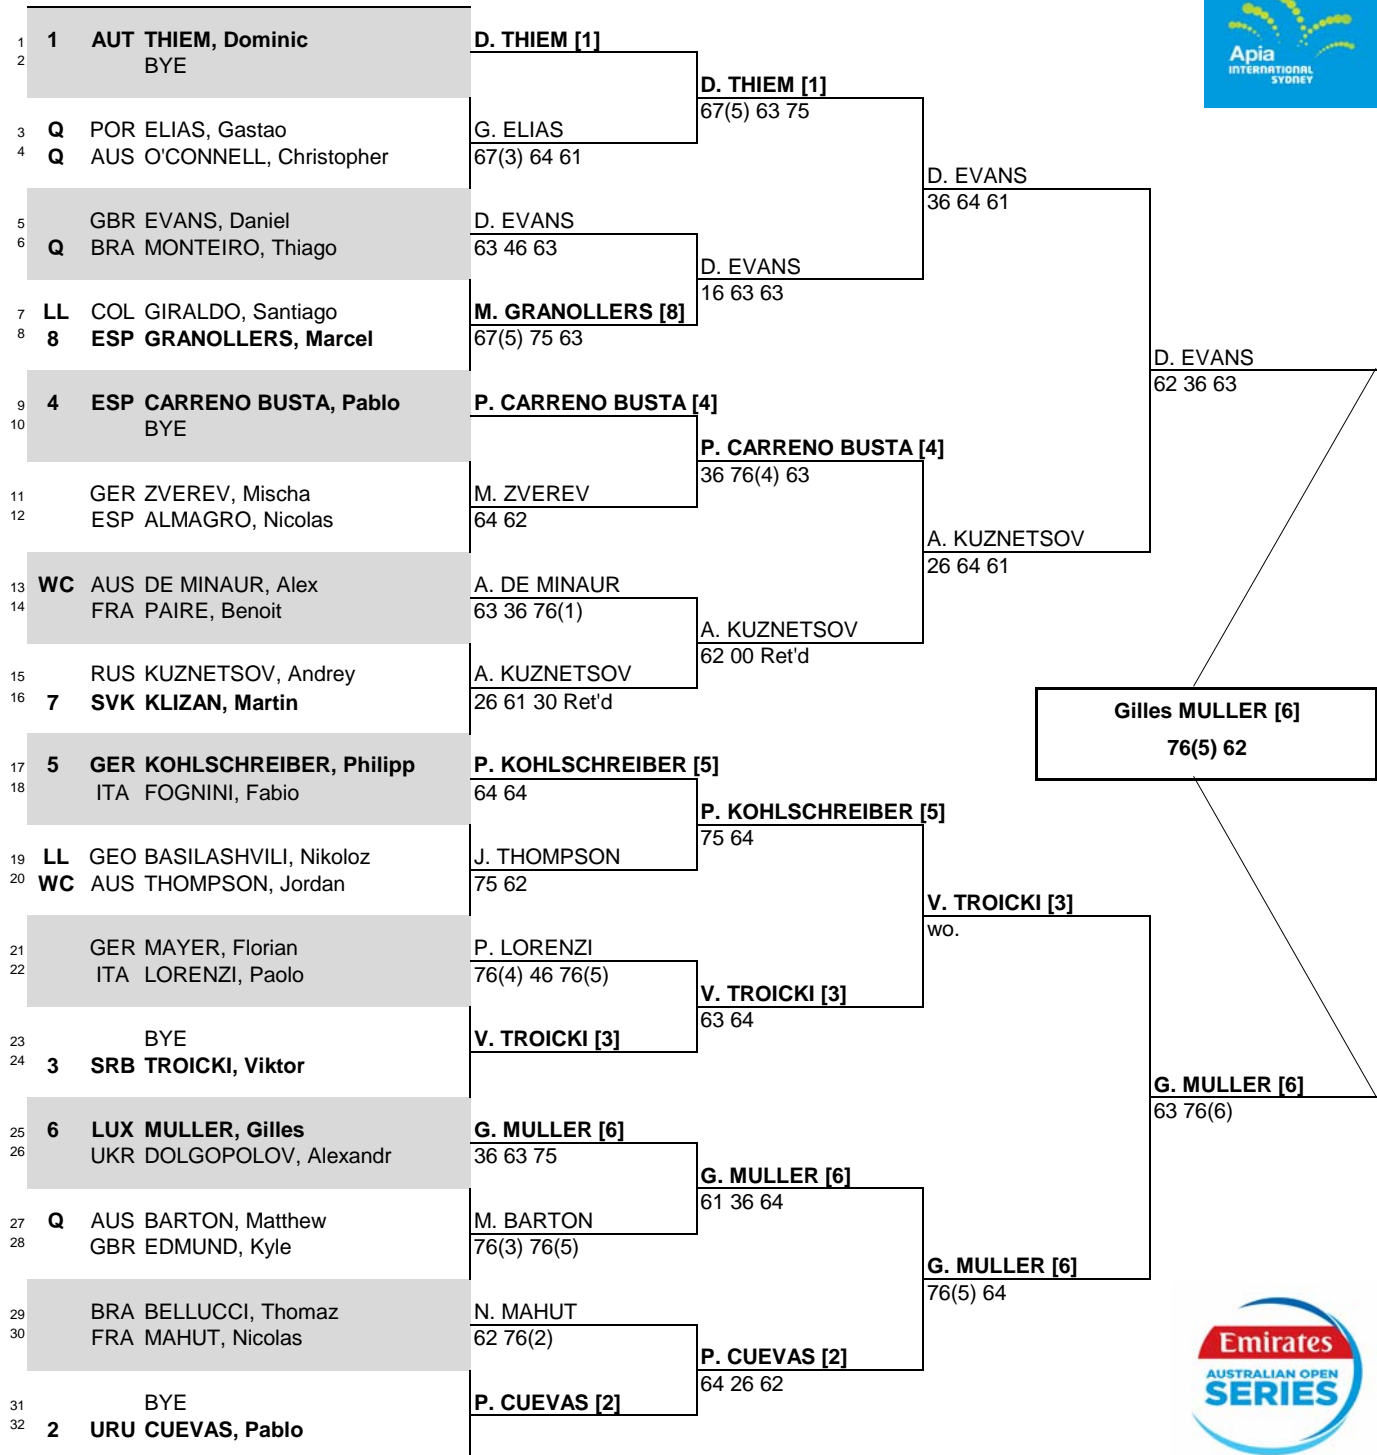 1 1 AUT THIEM, Dominic
2 BYE
3 Q POR ELIAS, Gastao
4 Q AUS O'CONNELL, Christopher
5 GBR EVANS, Daniel
6 Q BRA MONTEIRO, Thiago
7 LL COL GIRALDO, Santiago
8 8 ESP GRANOLLERS, Marcel
9 4 ESP CARRENO BUSTA, Pablo
10 BYE
11 GER ZVEREV, Mischa
12 ESP ALMAGRO, Nicolas
13 WC AUS DE MINAUR, Alex
14 FRA PAIRE, Benoit
15 RUS KUZNETSOV, Andrey
16 7 SVK KLIZAN, Martin
17 5 GER KOHLSCHREIBER, Philipp
18 ITA FOGNINI, Fabio
19 LL GEO BASILASHVILI, Nikoloz
20 WC AUS THOMPSON, Jordan
21 GER MAYER, Florian
22 ITA LORENZI, Paolo
23 BYE
24 3 SRB TROICKI, Viktor
25 6 LUX MULLER, Gilles
26 UKR DOLGOPOLOV, Alexandr
27 Q AUS BARTON, Matthew
28 GBR EDMUND, Kyle
29 BRA BELLUCCI, Thomaz
30 FRA MAHUT, Nicolas
31 BYE
32 2 URU CUEVAS, Pablo
D. THIEM [1]
G. ELIAS
67(3) 64 61
D. EVANS
63 46 63
M. GRANOLLERS [8]
67(5) 75 63
P. CARRENO BUSTA [4]
M. ZVEREV
64 62
A. DE MINAUR
63 36 76(1)
A. KUZNETSOV
26 61 30 Ret'd
P. KOHLSCHREIBER [5]
64 64
J. THOMPSON
75 62
P. LORENZI
76(4) 46 76(5)
V. TROICKI [3]
G. MULLER [6]
36 63 75
M. BARTON
76(3) 76(5)
N. MAHUT
62 76(2)
P. CUEVAS [2]
D. THIEM [1]
67(5) 63 75
D. EVANS
16 63 63
P. CARRENO BUSTA [4]
36 76(4) 63
A. KUZNETSOV
62 00 Ret'd
P. KOHLSCHREIBER [5]
75 64
V. TROICKI [3]
63 64
G. MULLER [6]
61 36 64
P. CUEVAS [2]
64 26 62
D. EVANS
36 64 61
A. KUZNETSOV
26 64 61
V. TROICKI [3]
wo.
G. MULLER [6]
76(5) 64
D. EVANS
62 36 63
G. MULLER [6]
63 76(6)
Gilles MULLER [6]
76(5) 62
Apia
INTERNATIONAL
SYDNEY
Emirates
AUSTRALIAN OPEN
SERIES